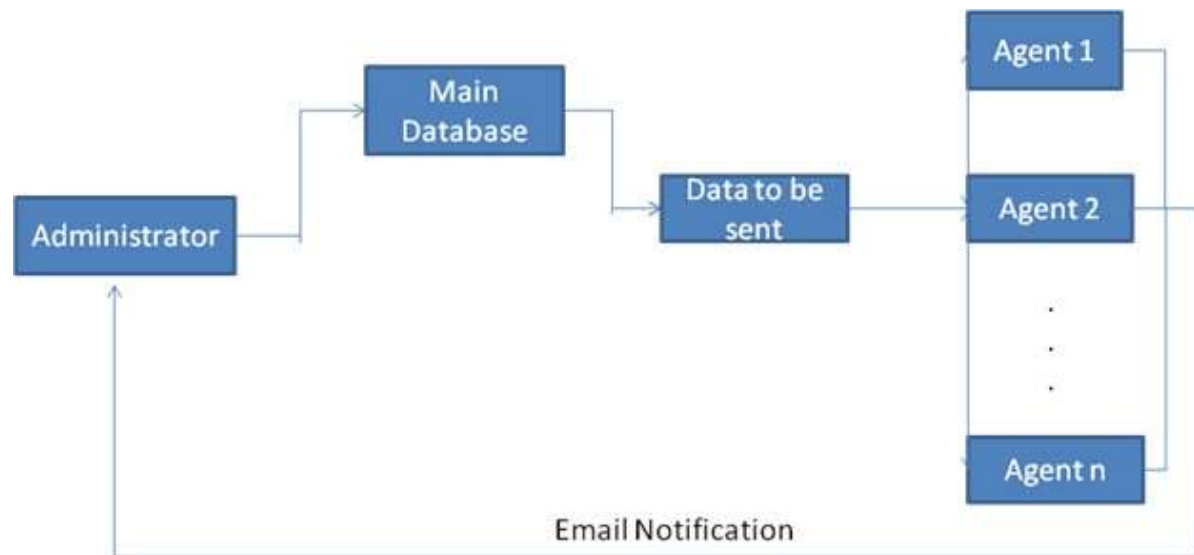 Administrator
Main
Database
Data to be
sent
Agent 1
Agent 2
.
.
.
Agent n
Email Notification